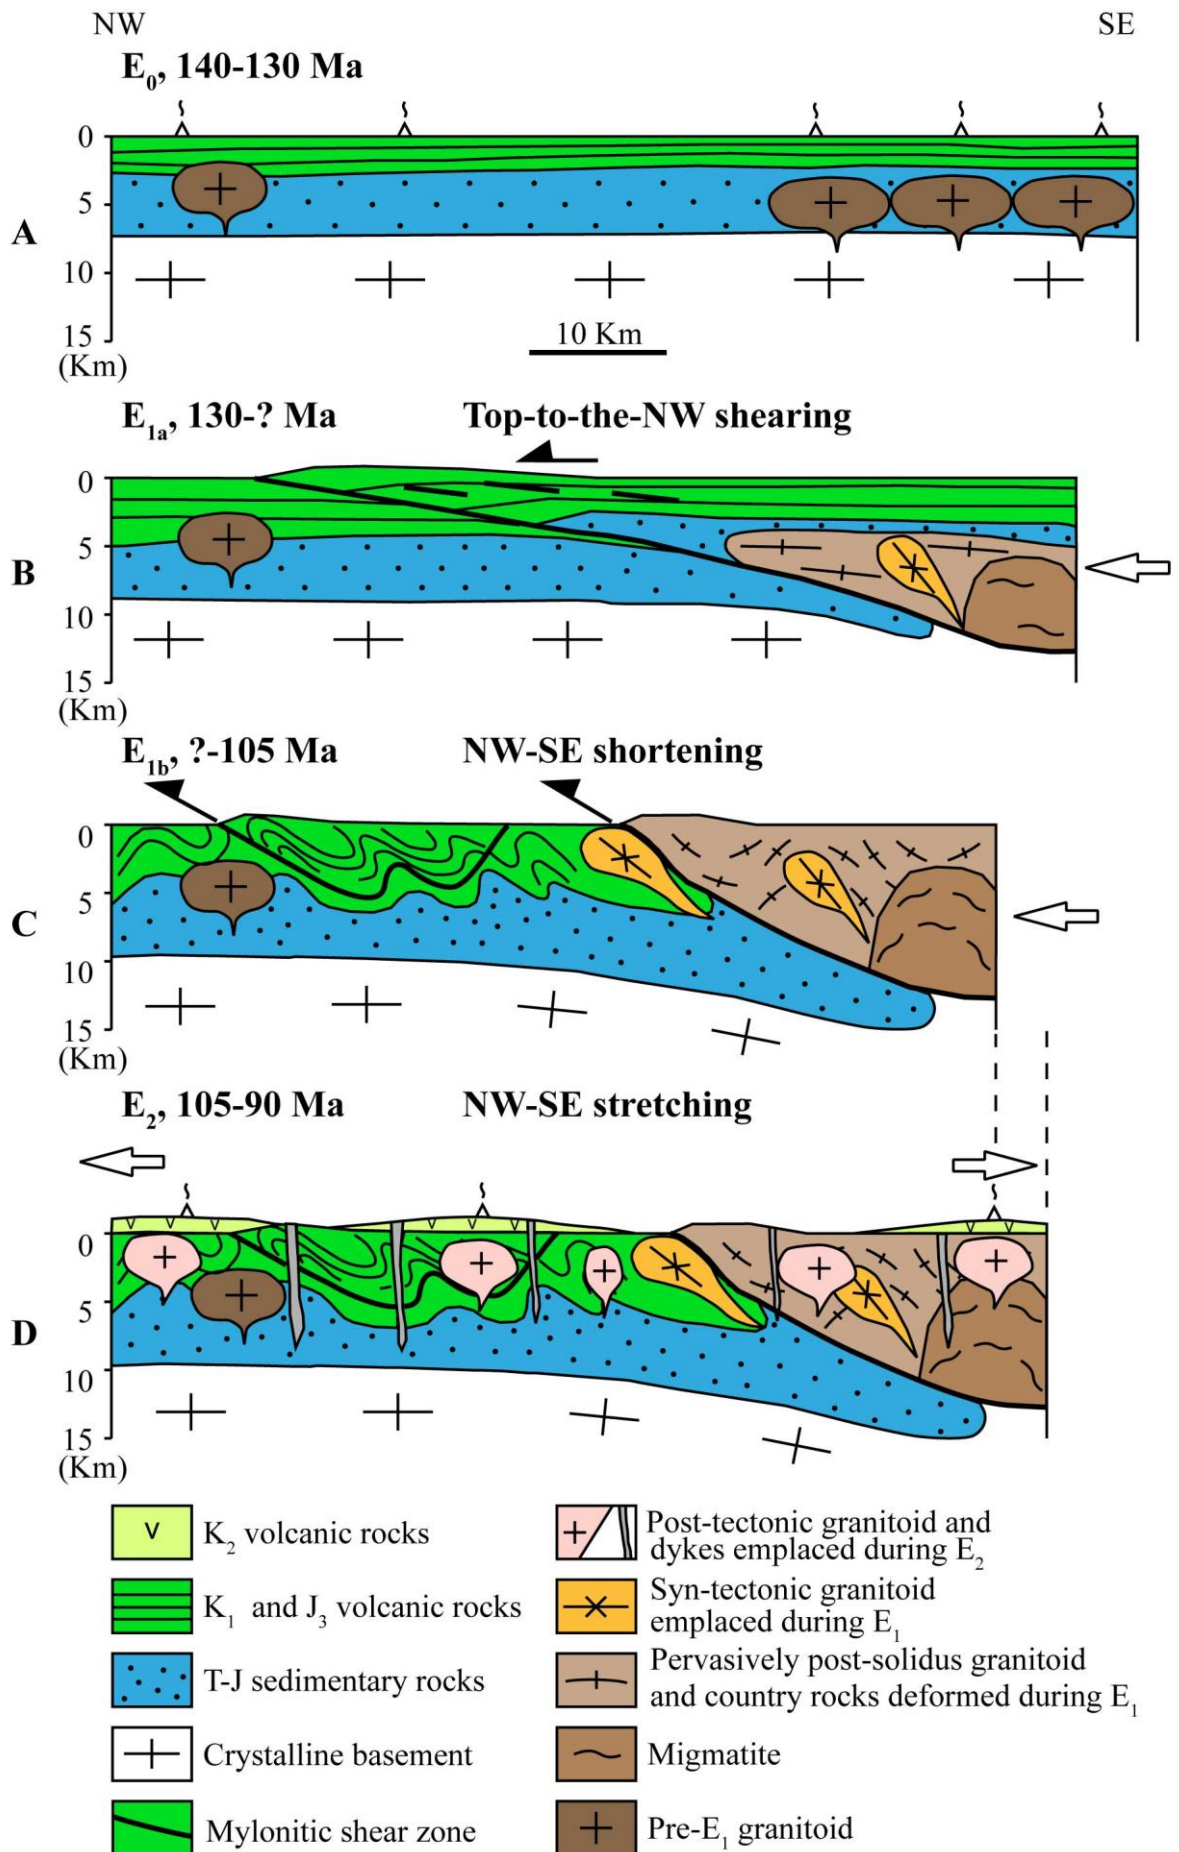 NW SE
E₀, 140-130 Ma
0
5
A
10
15
(Km)
10 Km
E₁ₐ, 130-? Ma Top-to-the-NW shearing
0
5
B
10
15
(Km)
E₁b, ?-105 Ma NW-SE shortening
0
5
C
10
15
(Km)
E₂, 105-90 Ma NW-SE stretching
0
5
D
10
15
(Km)
v K₂ volcanic rocks
K₁ and J₃ volcanic rocks
T-J sedimentary rocks
Crystalline basement
Mylonitic shear zone
Post-tectonic granitoid and
dykes emplaced during E₂
Syn-tectonic granitoid
emplaced during E₁
Pervasively post-solidus granitoid
and country rocks deformed during E₁
Migmatite
Pre-E₁ granitoid